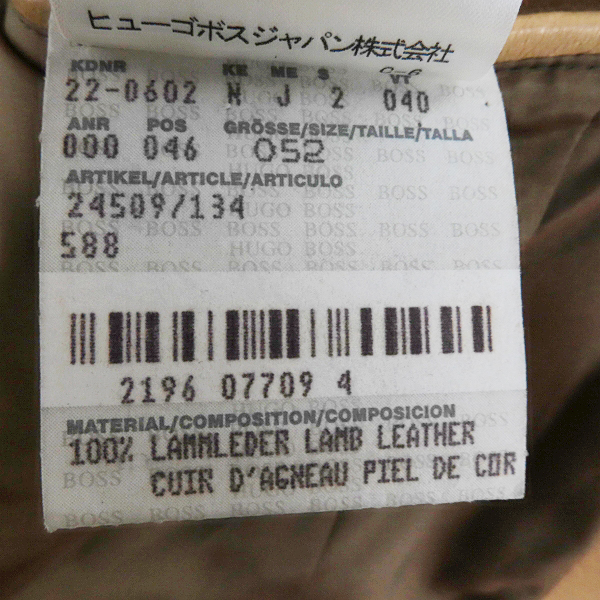 ヒューゴボスジャパン株式会社
KDNR KE ME S VT
22-0602 N J 2 040
ANR POS GRÖSSE/SIZE/TAILLE/TALLA
000 046 052
ARTIKEL/ARTICLE/ARTICULO
24509/134
588
2196 07709 4
MATERIAL/COMPOSITION/COMPOSICION
100% LAMMLEDER LAMB LEATHER
CUIR D'AGNEAU PIEL DE COR